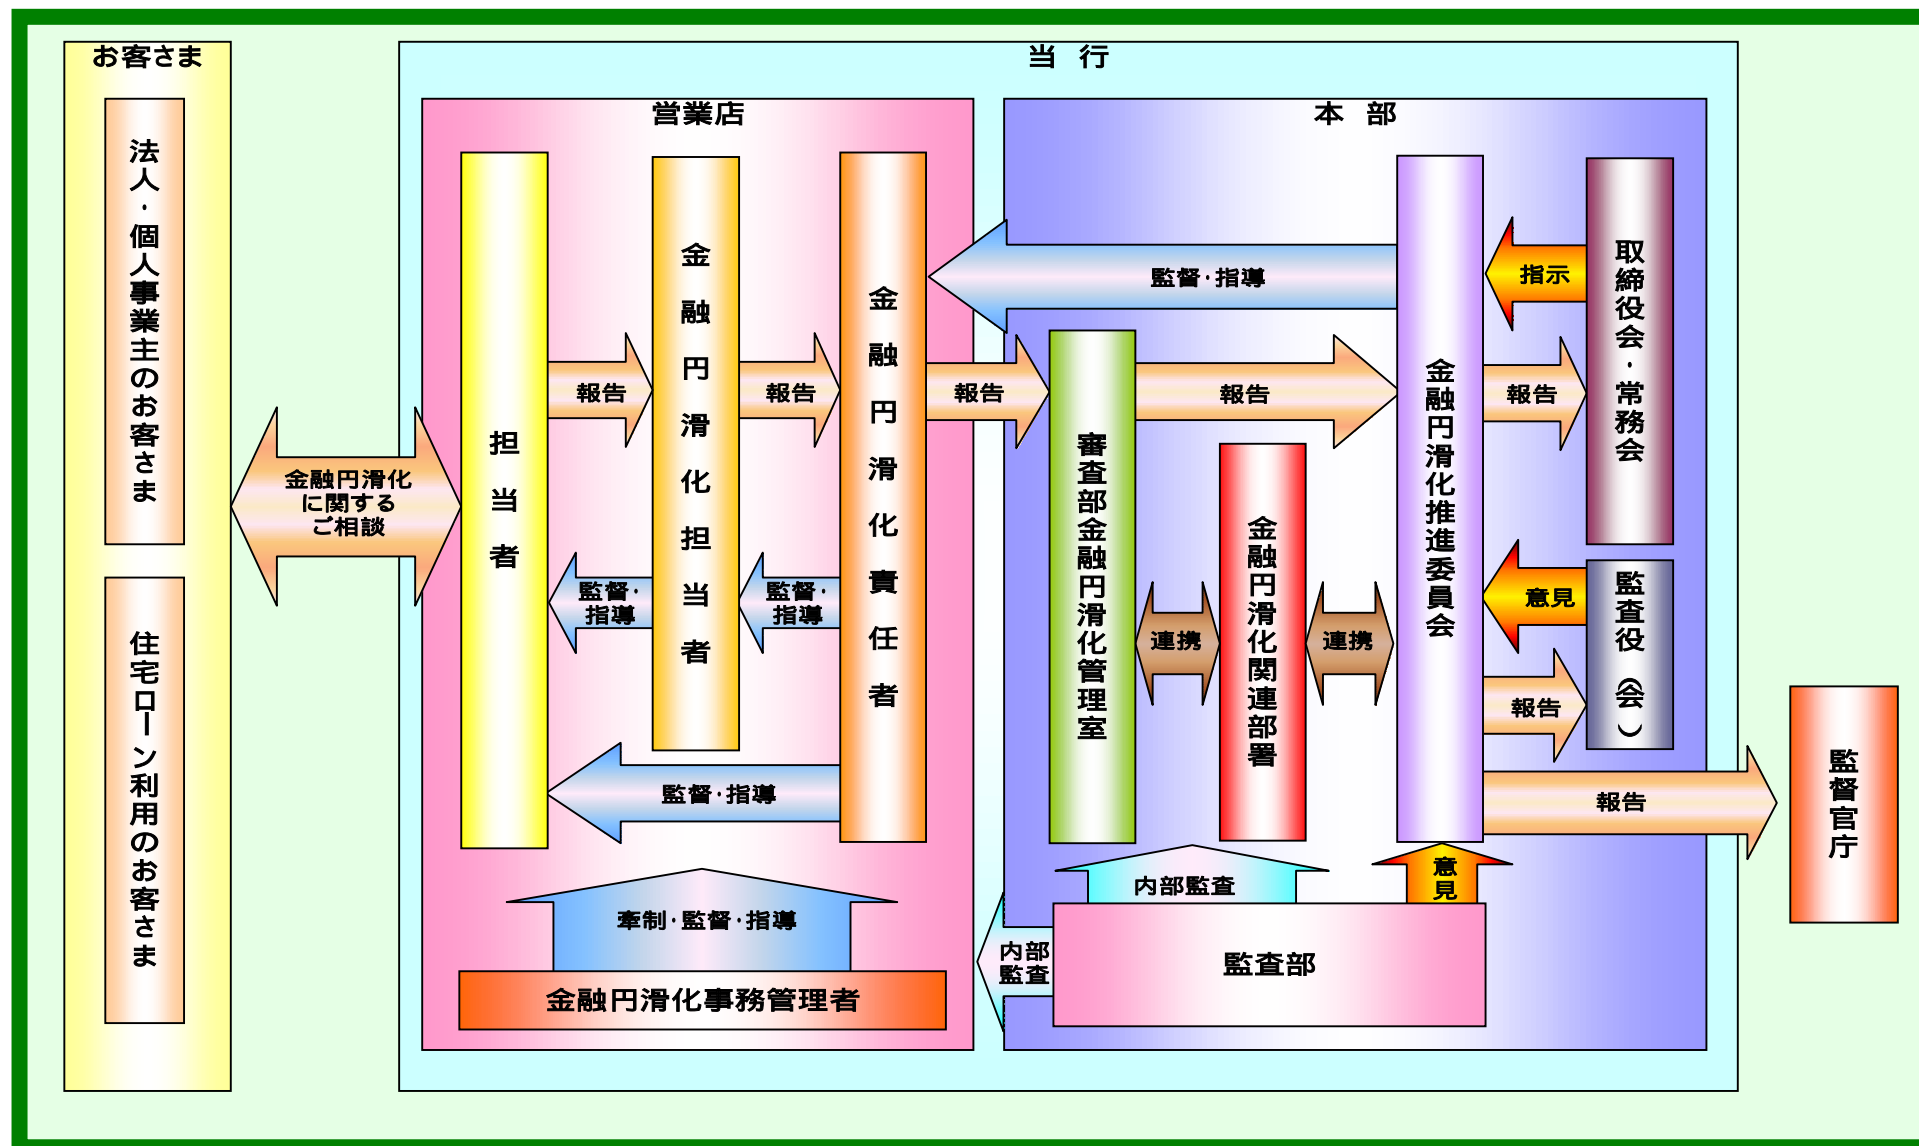 お客さま
法人・個人事業主のお客さま
住宅ローン利用のお客さま
金融円滑化
に関する
ご相談
当 行
営業店
担当者
報告
金融円滑化担当者
報告
金融円滑化責任者
報告
監督・
指導
監督・
指導
監督・指導
牽制・監督・指導
金融円滑化事務管理者
本 部
監督・指導
審査部金融円滑化管理室
報告
連携
金融円滑化関連部署
連携
金融円滑化推進委員会
指示
報告
取締役会・常務会
意見
報告
監査役(会)
報告
内部監査
意見
内部
監査
監査部
監督官庁